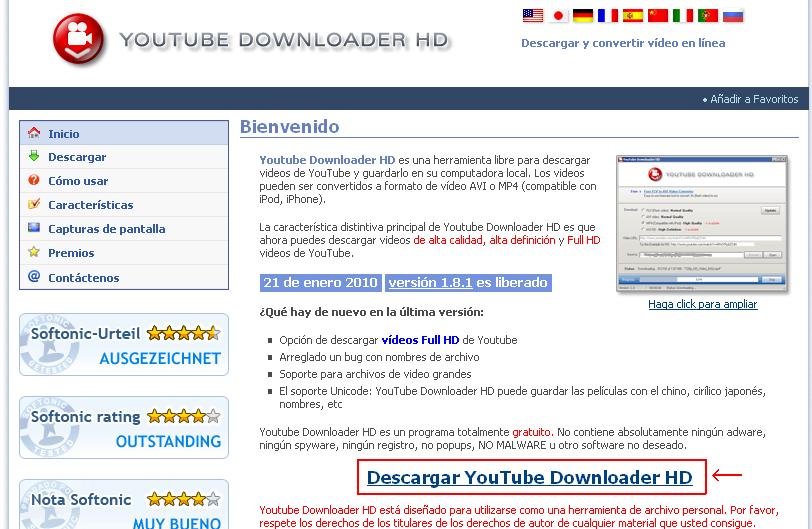 YOUTUBE DOWNLOADER HD
Descargar y convertir vídeo en línea
• Añadir a Favoritos
Inicio
Descargar
Cómo usar
Características
Capturas de pantalla
Premios
Contáctenos
Softonic-Urteil
AUSGEZEICHNET
Softonic rating
OUTSTANDING
Nota Softonic
MUY BUENO
Bienvenido
Youtube Downloader HD es una herramienta libre para descargar
videos de YouTube y guardarlo en su computadora local. Los videos
pueden ser convertidos a formato de vídeo AVI o MP4 (compatible con
iPod, iPhone).
La característica distintiva principal de Youtube Downloader HD es que
ahora puedes descargar videos de alta calidad, alta definición y Full HD
videos de YouTube.
YOUTUBE DOWNLOADER HD
Haga click para ampliar
21 de enero 2010 versión 1.8.1 es liberado
¿Qué hay de nuevo en la última versión:
Opción de descargar vídeos Full HD de Youtube
Arreglado un bug con nombres de archivo
Soporte para archivos de video grandes
El soporte Unicode: YouTube Downloader HD puede guardar las películas con el chino, cirílico japonés,
nombres, etc
Youtube Downloader HD es un programa totalmente gratuito. No contiene absolutamente ningún adware,
ningún spyware, ningún registro, no popups, NO MALWARE u otro software no deseado.
Descargar YouTube Downloader HD
Youtube Downloader HD está diseñado para utilizarse como una herramienta de archivo personal. Por favor,
respete los derechos de los titulares de los derechos de autor de cualquier material que usted consigue.